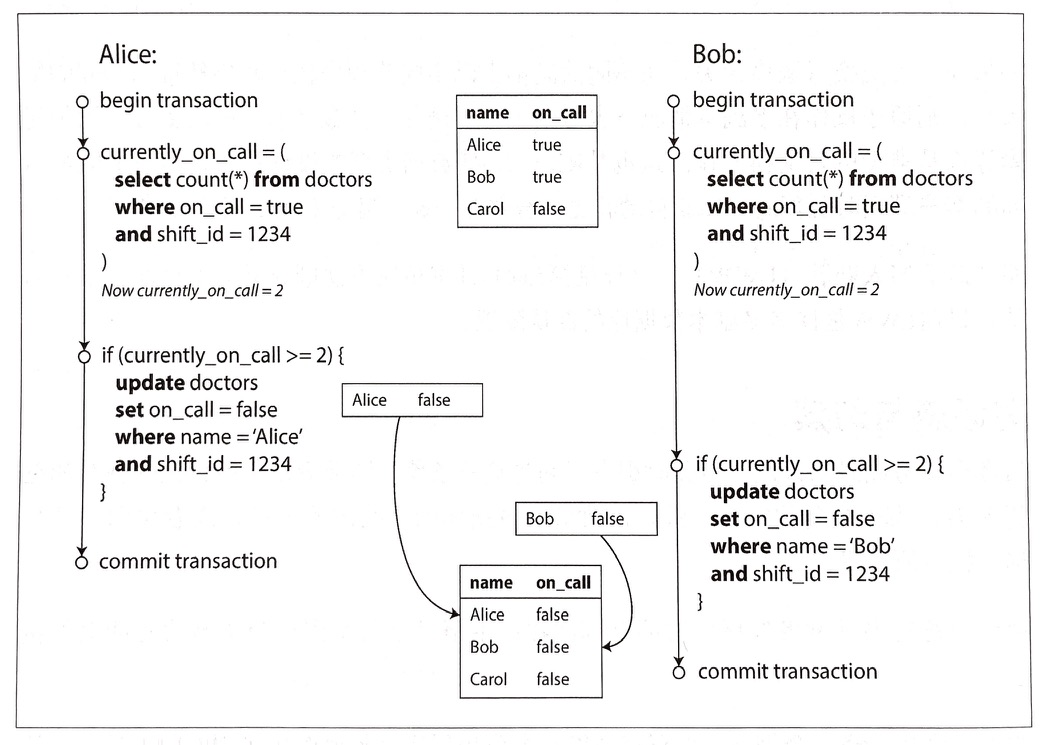 Alice:
begin transaction
currently_on_call = (
select count(*) from doctors
where on_call = true
and shift_id = 1234
)
Now currently_on_call = 2
if (currently_on_call >= 2) {
update doctors
set on_call = false
where name = ‘Alice’
and shift_id = 1234
}
commit transaction
name on_call
Alice true
Bob true
Carol false
Alice false
Bob false
name on_call
Alice false
Bob false
Carol false
Bob:
begin transaction
currently_on_call = (
select count(*) from doctors
where on_call = true
and shift_id = 1234
)
Now currently_on_call = 2
if (currently_on_call >= 2) {
update doctors
set on_call = false
where name = ‘Bob’
and shift_id = 1234
}
commit transaction